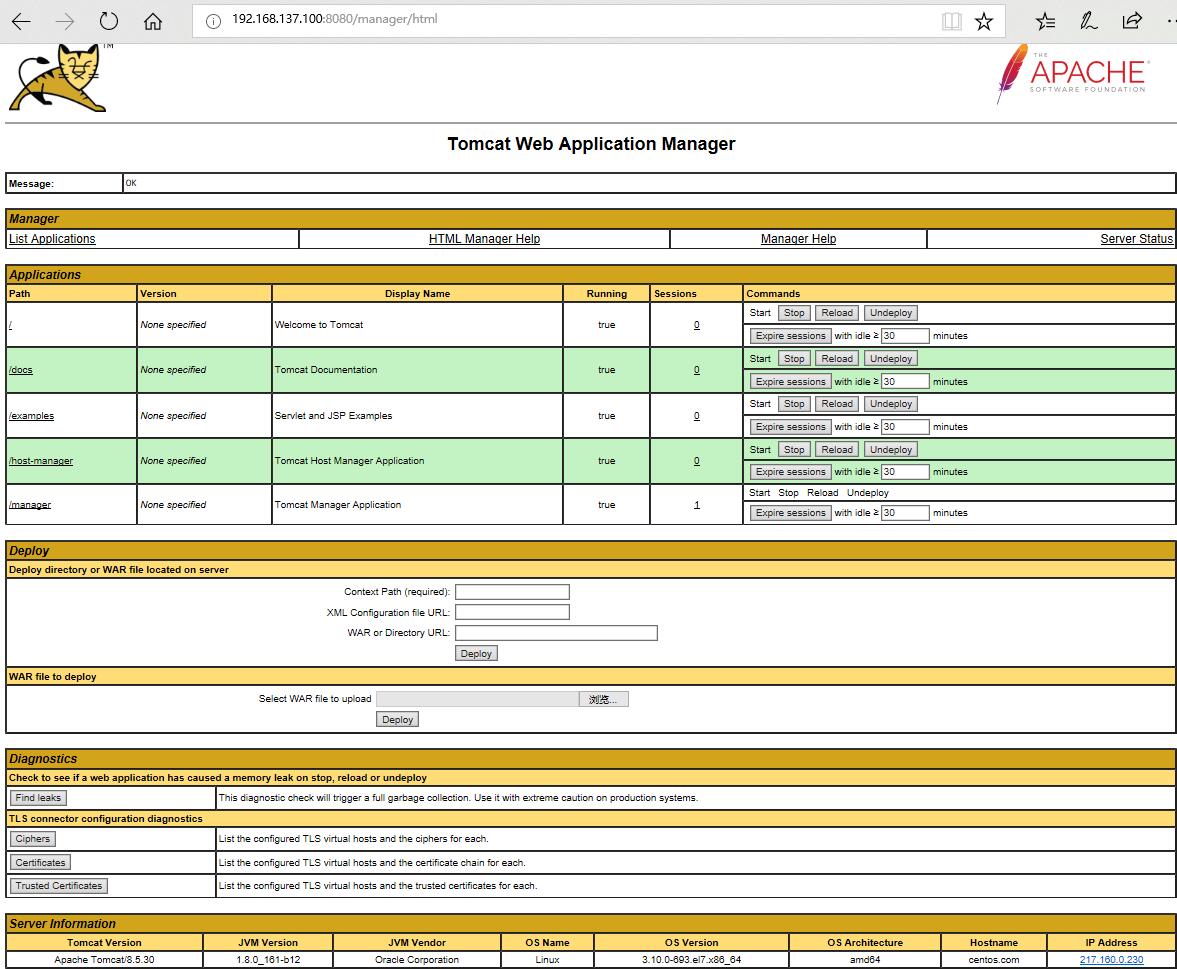 192.168.137.100:8080/manager/html
TM
THE
APACHE
SOFTWARE FOUNDATION
Tomcat Web Application Manager
Message: OK
Manager
List Applications HTML Manager Help Manager Help Server Status
Applications
Path Version Display Name Running Sessions Commands
/ None specified Welcome to Tomcat true 0 Start Stop Reload Undeploy
Expire sessions with idle ≥ 30 minutes
/docs None specified Tomcat Documentation true 0 Start Stop Reload Undeploy
Expire sessions with idle ≥ 30 minutes
/examples None specified Servlet and JSP Examples true 0 Start Stop Reload Undeploy
Expire sessions with idle ≥ 30 minutes
/host-manager None specified Tomcat Host Manager Application true 0 Start Stop Reload Undeploy
Expire sessions with idle ≥ 30 minutes
/manager None specified Tomcat Manager Application true 1 Start Stop Reload Undeploy
Expire sessions with idle ≥ 30 minutes
Deploy
Deploy directory or WAR file located on server
Context Path (required):
XML Configuration file URL:
WAR or Directory URL:
Deploy
WAR file to deploy
Select WAR file to upload 浏览...
Deploy
Diagnostics
Check to see if a web application has caused a memory leak on stop, reload or undeploy
Find leaks This diagnostic check will trigger a full garbage collection. Use it with extreme caution on production systems.
TLS connector configuration diagnostics
Ciphers List the configured TLS virtual hosts and the ciphers for each.
Certificates List the configured TLS virtual hosts and the certificate chain for each.
Trusted Certificates List the configured TLS virtual hosts and the trusted certificates for each.
Server Information
Tomcat Version JVM Version JVM Vendor OS Name OS Version OS Architecture Hostname IP Address
Apache Tomcat/8.5.30 1.8.0_161-b12 Oracle Corporation Linux 3.10.0-693.el7.x86_64 amd64 centos.com 217.160.0.230